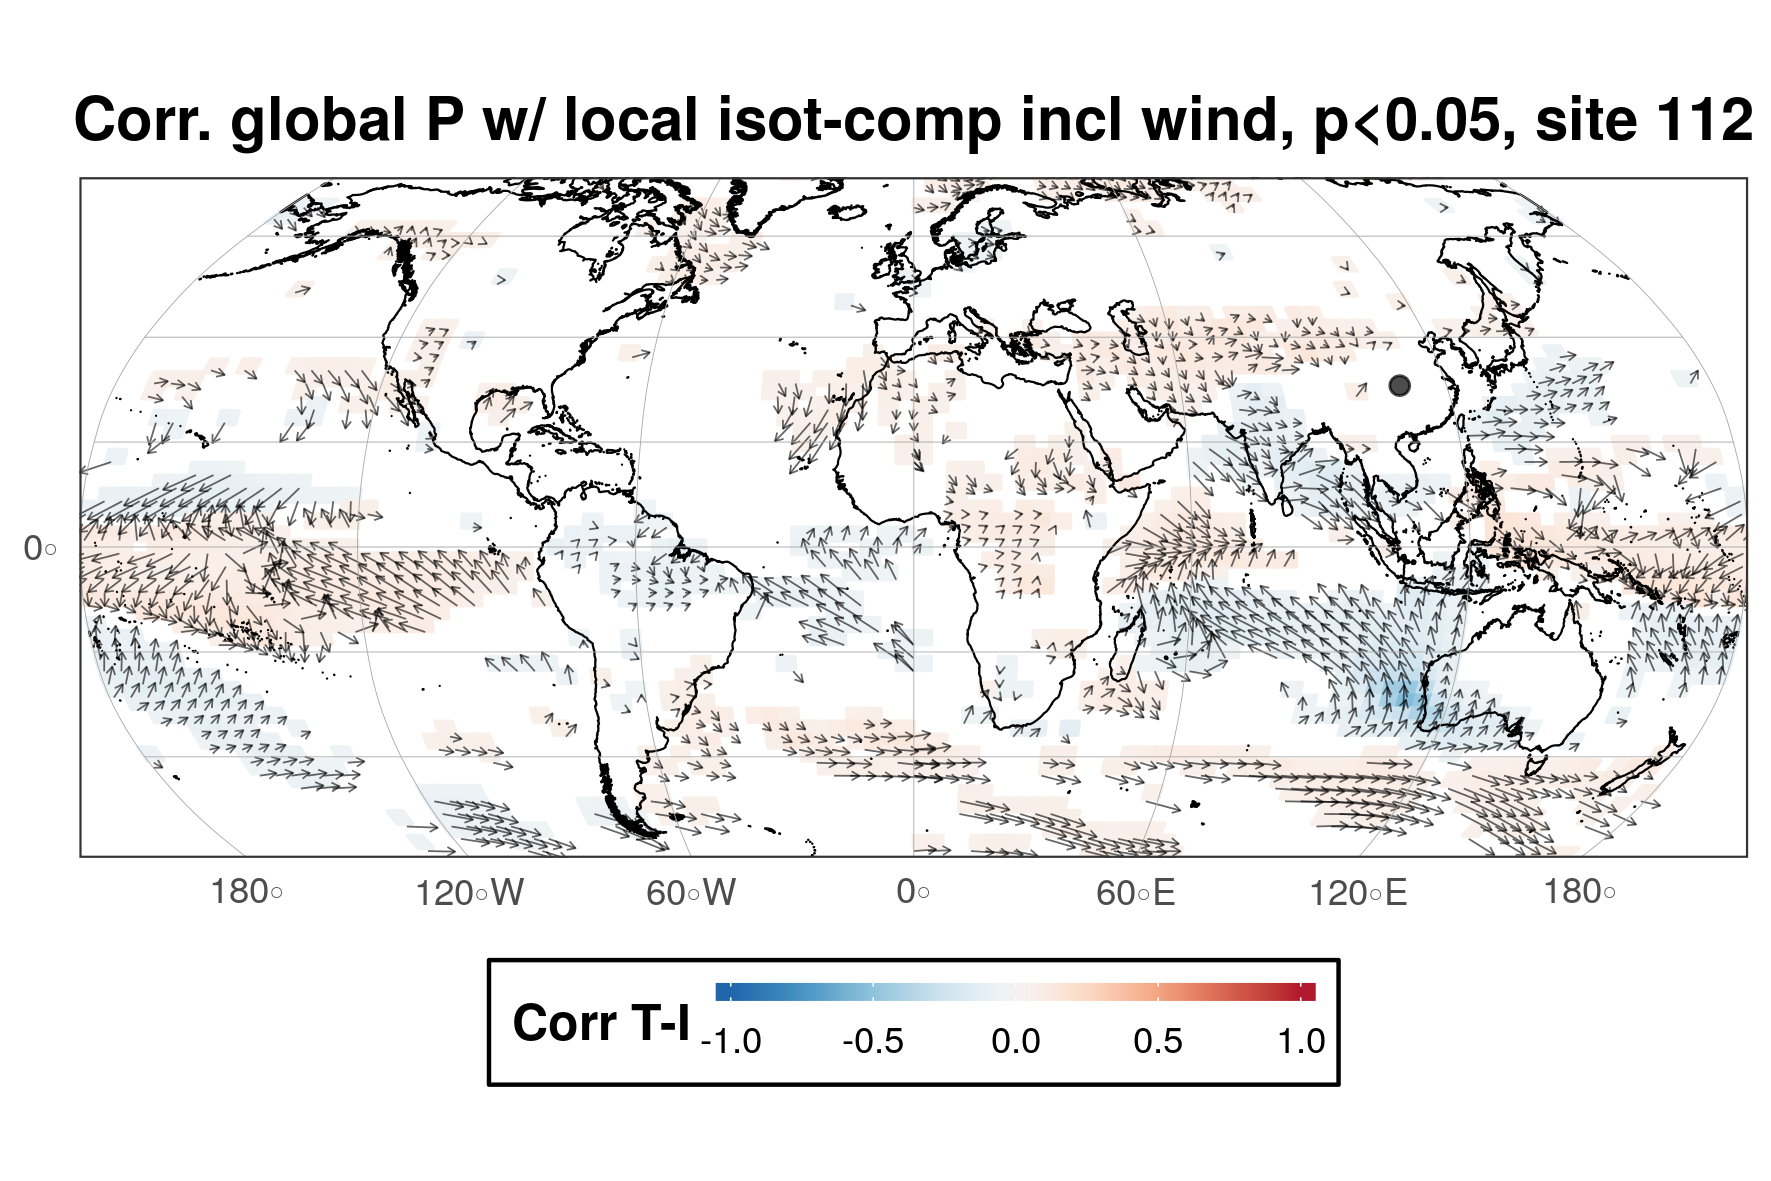 Corr. global P w/ local isot-comp incl wind, p<0.05, site 112
0°
180° 120°W 60°W 0° 60°E 120°E 180°
Corr T-I
-1.0 -0.5 0.0 0.5 1.0